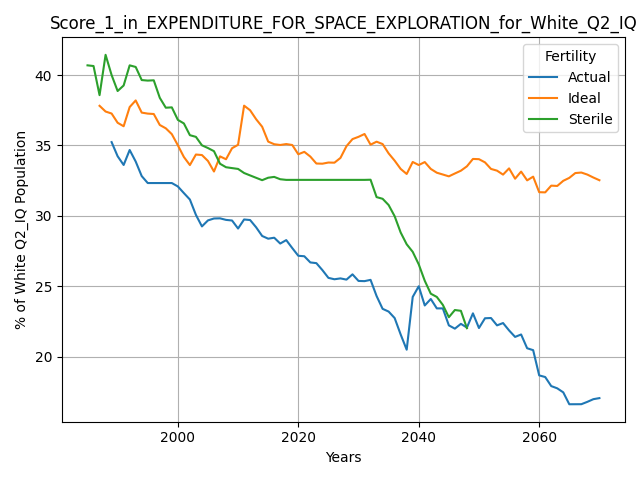 Score_1_in_EXPENDITURE_FOR_SPACE_EXPLORATION_for_White_Q2_IQ
Fertility
Actual
Ideal
Sterile
% of White Q2_IQ Population
40
35
30
25
20
2000
2020
2040
2060
Years